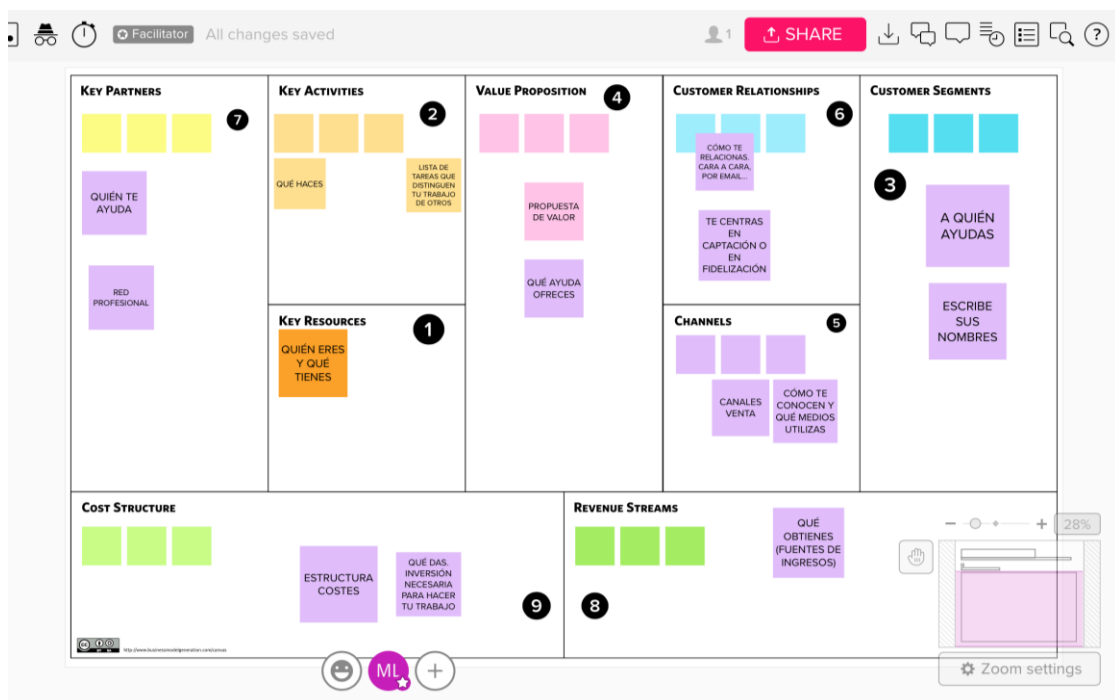 Facilitator All changes saved
1 SHARE ?
KEY PARTNERS
7
QUIÉN TE
AYUDA
RED
PROFESIONAL
KEY ACTIVITIES
2
QUÉ HACES
LISTA DE
TAREAS QUE
DISTINGUEN
TU TRABAJO
DE OTROS
KEY RESOURCES
1
QUIÉN ERES
Y QUÉ
TIENES
VALUE PROPOSITION
4
PROPUESTA
DE VALOR
QUÉ AYUDA
OFRECES
CUSTOMER RELATIONSHIPS
6
CÓMO TE
RELACIONAS.
CARA A CARA,
POR EMAIL...
TE CENTRAS
EN
CAPTACIÓN O
EN
FIDELIZACIÓN
CHANNELS
5
CANALES
VENTA
CÓMO TE
CONOCEN Y
QUÉ MEDIOS
UTILIZAS
CUSTOMER SEGMENTS
3
A QUIÉN
AYUDAS
ESCRIBE
SUS
NOMBRES
COST STRUCTURE
ESTRUCTURA
COSTES
QUÉ DAS.
INVERSIÓN
NECESARIA
PARA HACER
TU TRABAJO
9
REVENUE STREAMS
8
QUÉ
OBTIENES
(FUENTES DE
INGRESOS)
28%
http://www.businessmodelgeneration.com/canvas
ML
Zoom settings